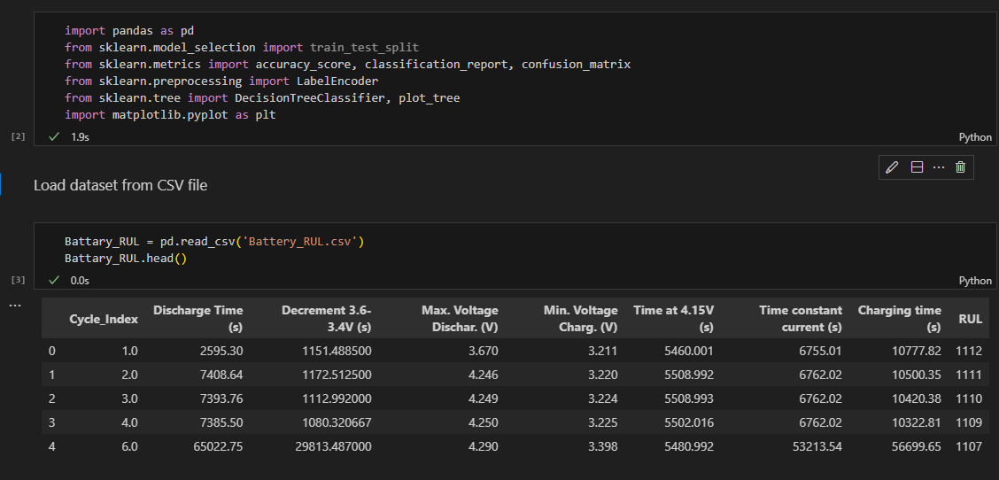 import pandas as pd
from sklearn.model_selection import train_test_split
from sklearn.metrics import accuracy_score, classification_report, confusion_matrix
from sklearn.preprocessing import LabelEncoder
from sklearn.tree import DecisionTreeClassifier, plot_tree
import matplotlib.pyplot as plt
[2] ✓ 1.9s Python
Load dataset from CSV file
Battary_RUL = pd.read_csv('Battery_RUL.csv')
Battary_RUL.head()
[3] ✓ 0.0s Python
Cycle_Index Discharge Time (s) Decrement 3.6-3.4V (s) Max. Voltage Dischar. (V) Min. Voltage Charg. (V) Time at 4.15V (s) Time constant current (s) Charging time (s) RUL
0 1.0 2595.30 1151.488500 3.670 3.211 5460.001 6755.01 10777.82 1112
1 2.0 7408.64 1172.512500 4.246 3.220 5508.992 6762.02 10500.35 1111
2 3.0 7393.76 1112.992000 4.249 3.224 5508.993 6762.02 10420.38 1110
3 4.0 7385.50 1080.320667 4.250 3.225 5502.016 6762.02 10322.81 1109
4 6.0 65022.75 29813.487000 4.290 3.398 5480.992 53213.54 56699.65 1107